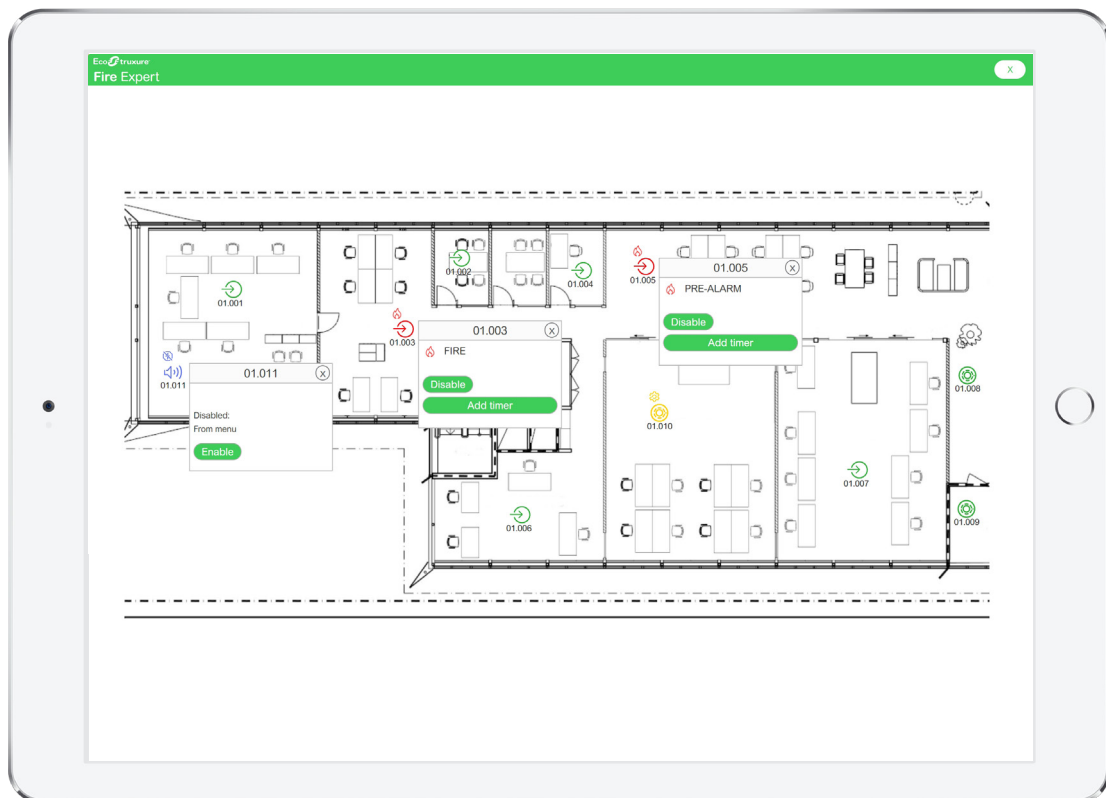 EcoStruxure
Fire Expert
X
01.001
01.002
01.004
01.005
01.005
X
PRE-ALARM
Disable
Add timer
01.003
01.003
X
FIRE
Disable
Add timer
01.011
01.011
X
Disabled:
From menu
Enable
01.010
01.008
01.007
01.009
01.006